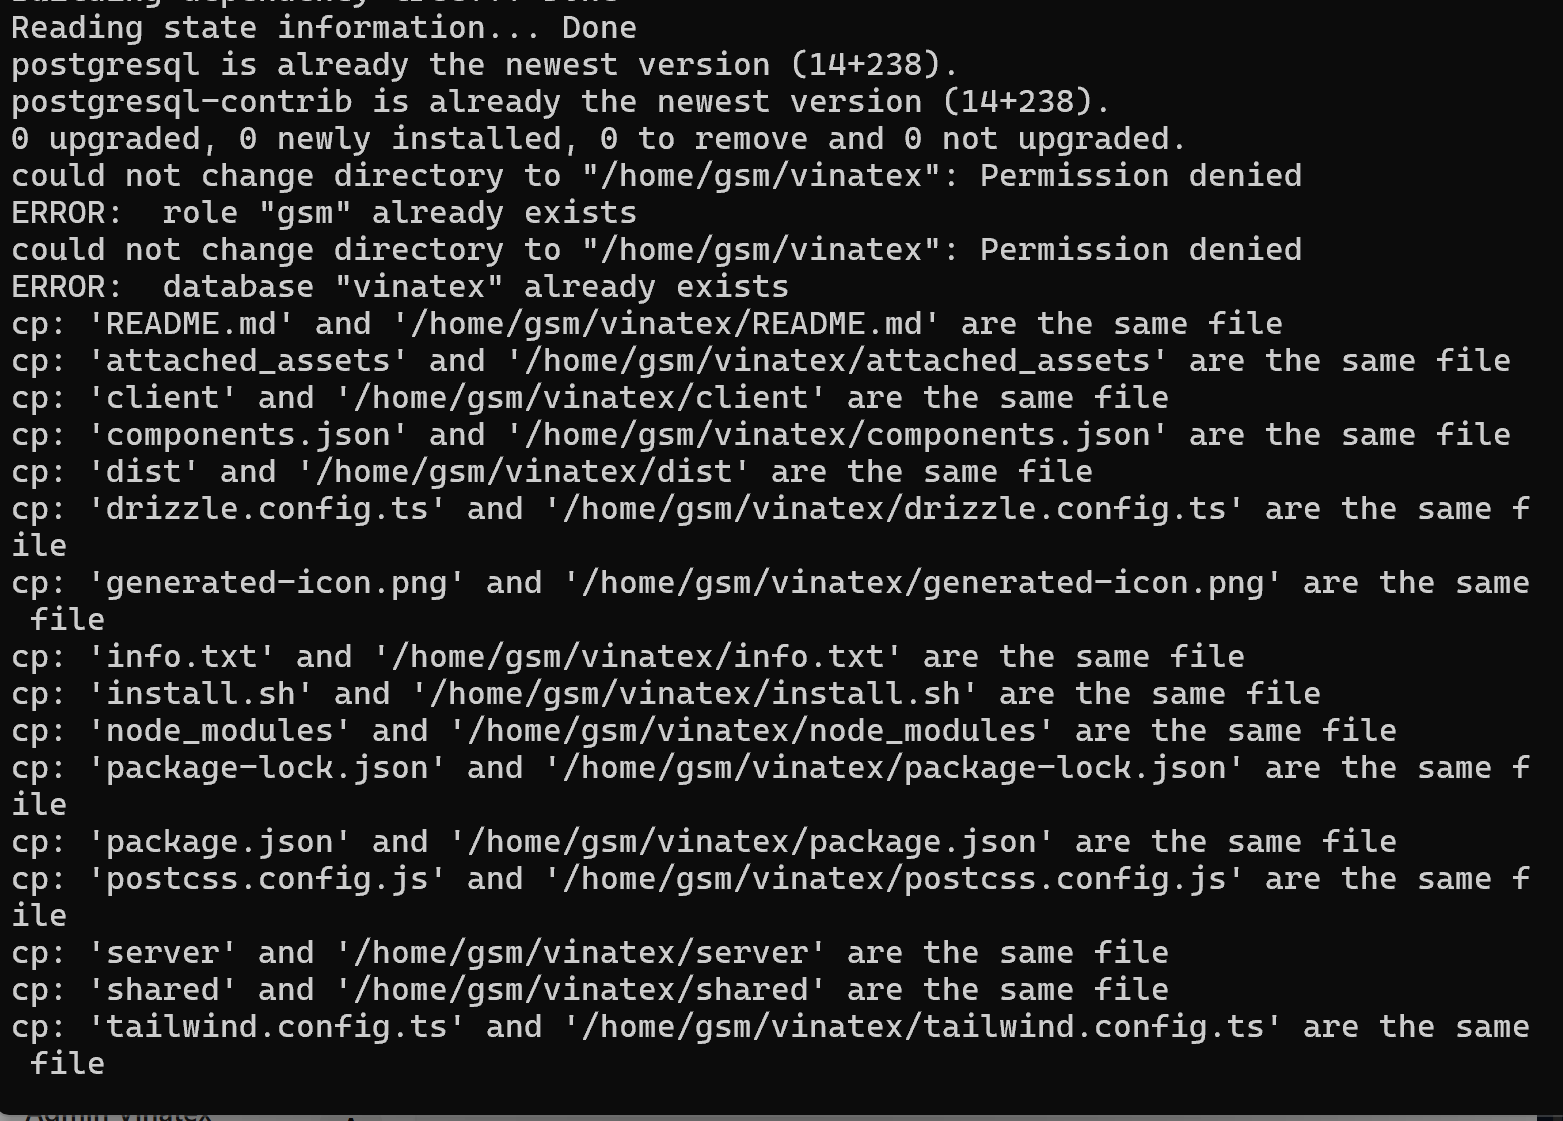 Building dependency tree... Done
Reading state information... Done
postgresql is already the newest version (14+238).
postgresql-contrib is already the newest version (14+238).
0 upgraded, 0 newly installed, 0 to remove and 0 not upgraded.
could not change directory to "/home/gsm/vinatex": Permission denied
ERROR:  role "gsm" already exists
could not change directory to "/home/gsm/vinatex": Permission denied
ERROR:  database "vinatex" already exists
cp: 'README.md' and '/home/gsm/vinatex/README.md' are the same file
cp: 'attached_assets' and '/home/gsm/vinatex/attached_assets' are the same file
cp: 'client' and '/home/gsm/vinatex/client' are the same file
cp: 'components.json' and '/home/gsm/vinatex/components.json' are the same file
cp: 'dist' and '/home/gsm/vinatex/dist' are the same file
cp: 'drizzle.config.ts' and '/home/gsm/vinatex/drizzle.config.ts' are the same f
ile
cp: 'generated-icon.png' and '/home/gsm/vinatex/generated-icon.png' are the same
 file
cp: 'info.txt' and '/home/gsm/vinatex/info.txt' are the same file
cp: 'install.sh' and '/home/gsm/vinatex/install.sh' are the same file
cp: 'node_modules' and '/home/gsm/vinatex/node_modules' are the same file
cp: 'package-lock.json' and '/home/gsm/vinatex/package-lock.json' are the same f
ile
cp: 'package.json' and '/home/gsm/vinatex/package.json' are the same file
cp: 'postcss.config.js' and '/home/gsm/vinatex/postcss.config.js' are the same f
ile
cp: 'server' and '/home/gsm/vinatex/server' are the same file
cp: 'shared' and '/home/gsm/vinatex/shared' are the same file
cp: 'tailwind.config.ts' and '/home/gsm/vinatex/tailwind.config.ts' are the same
 file
Admin Vinatex